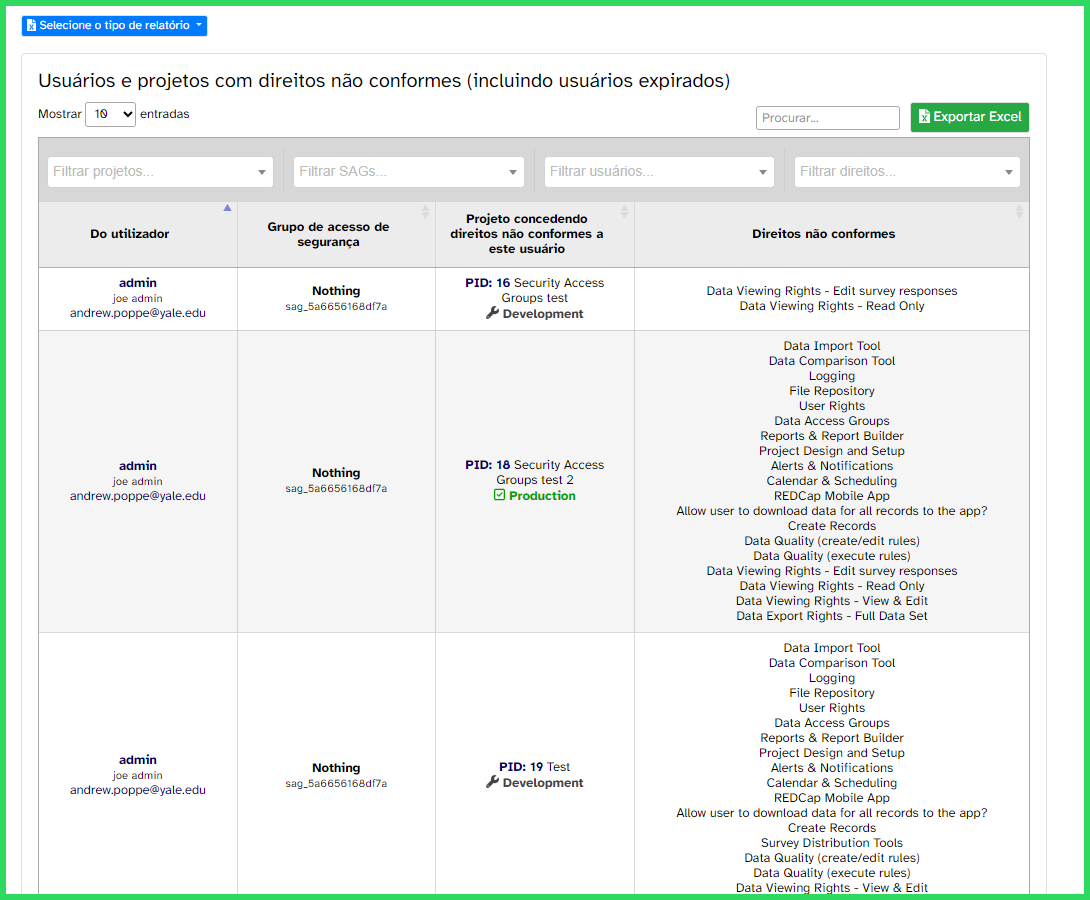 Selecione o tipo de relatório
Usuários e projetos com direitos não conformes (incluindo usuários expirados)
Mostrar 10 entradas
Procurar...
Exportar Excel
Filtrar projetos...
Filtrar SAGs...
Filtrar usuários...
Filtrar direitos...
Do utilizador
Grupo de acesso de
segurança
Projeto concedendo
direitos não conformes a
este usuário
Direitos não conformes
admin
joe admin
andrew.poppe@yale.edu
Nothing
sag_5a6656168df7a
PID: 16 Security Access
Groups test
Development
Data Viewing Rights - Edit survey responses
Data Viewing Rights - Read Only
admin
joe admin
andrew.poppe@yale.edu
Nothing
sag_5a6656168df7a
PID: 18 Security Access
Groups test 2
Production
Data Import Tool
Data Comparison Tool
Logging
File Repository
User Rights
Data Access Groups
Reports & Report Builder
Project Design and Setup
Alerts & Notifications
Calendar & Scheduling
REDCap Mobile App
Allow user to download data for all records to the app?
Create Records
Data Quality (create/edit rules)
Data Quality (execute rules)
Data Viewing Rights - Edit survey responses
Data Viewing Rights - Read Only
Data Viewing Rights - View & Edit
Data Export Rights - Full Data Set
admin
joe admin
andrew.poppe@yale.edu
Nothing
sag_5a6656168df7a
PID: 19 Test
Development
Data Import Tool
Data Comparison Tool
Logging
File Repository
User Rights
Data Access Groups
Reports & Report Builder
Project Design and Setup
Alerts & Notifications
Calendar & Scheduling
REDCap Mobile App
Allow user to download data for all records to the app?
Create Records
Survey Distribution Tools
Data Quality (create/edit rules)
Data Quality (execute rules)
Data Viewing Rights - View & Edit